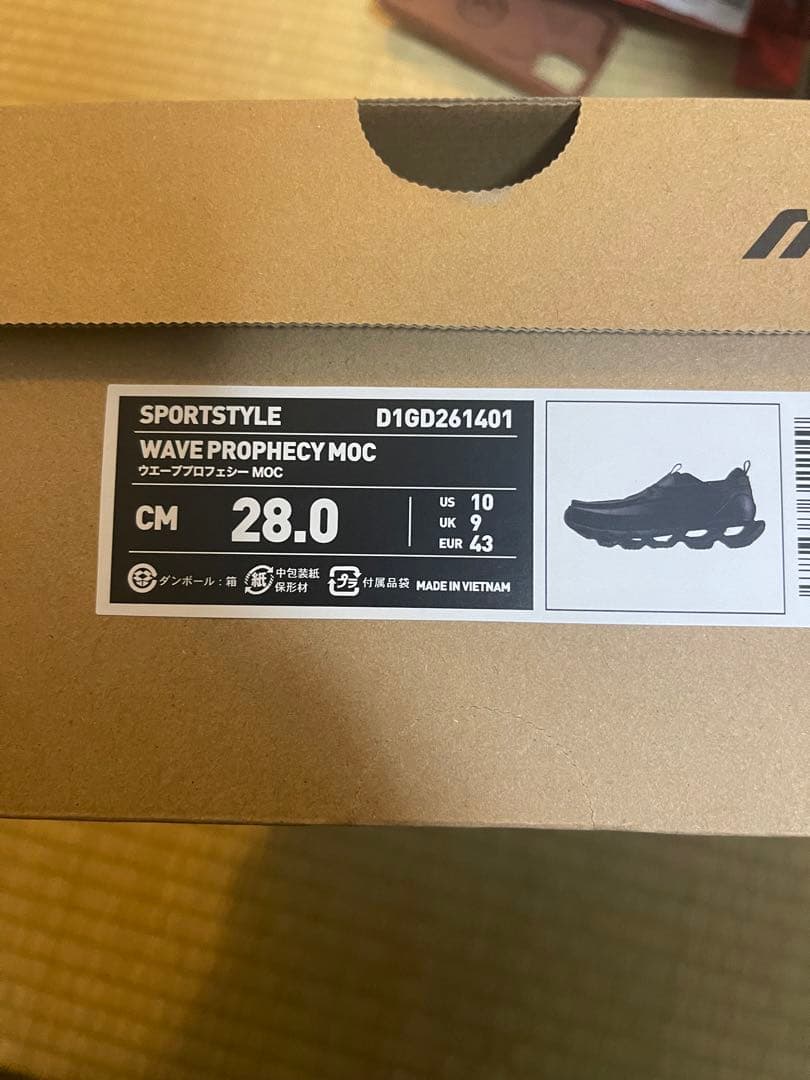 SPORTSTYLE D1GD261401
WAVE PROPHECY MOC
ウエーブプロフェシー MOC
CM 28.0
US 10
UK 9
EUR 43
ダンボール：箱 紙 中包装紙 保形材 プラ 付属品袋 MADE IN VIETNAM